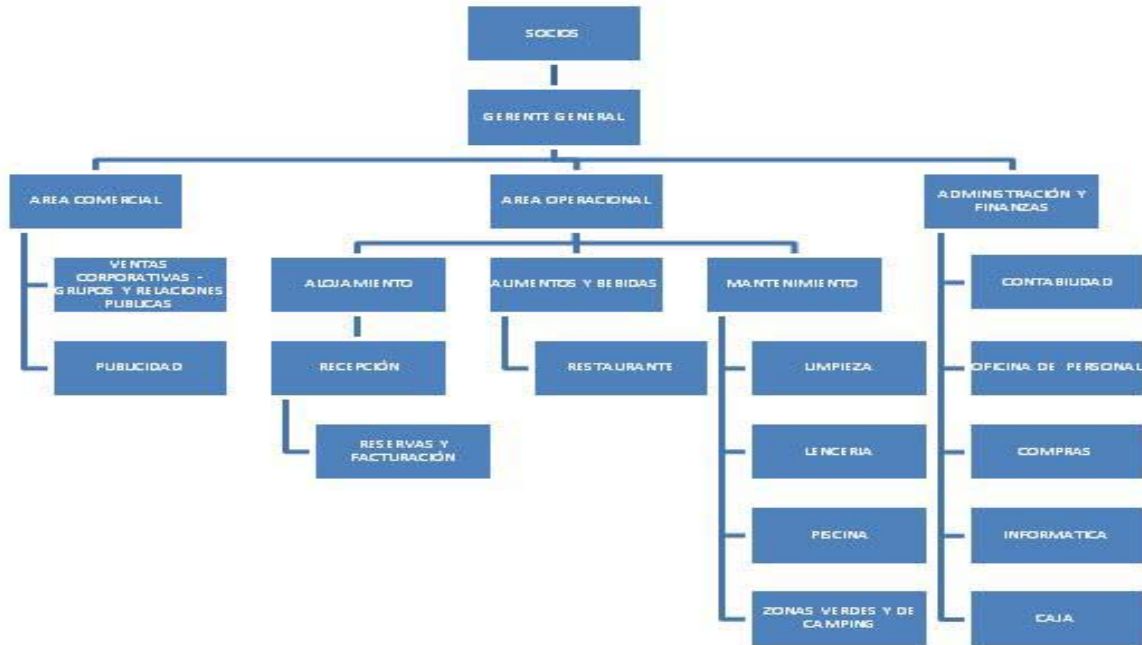 SOCIOS
GERENTE GENERAL
AREA COMERCIAL
AREA OPERACIONAL
ADMINISTRACIÓN Y
FINANZAS
VENTAS
CORPORATIVAS -
GRUPOS Y RELACIONES
PUBLICAS
ALOJAMIENTO
ALIMENTOS Y BEBIDAS
MANTENIMIENTO
CONTABILIDAD
PUBLICIDAD
RECEPCIÓN
RESTAURANTE
LIMPIEZA
OFICINA DE PERSONAL
RESERVAS Y
FACTURACIÓN
LENCERIA
COMPRAS
PISCINA
INFORMATICA
ZONAS VERDES Y DE
CAMPING
CAJA